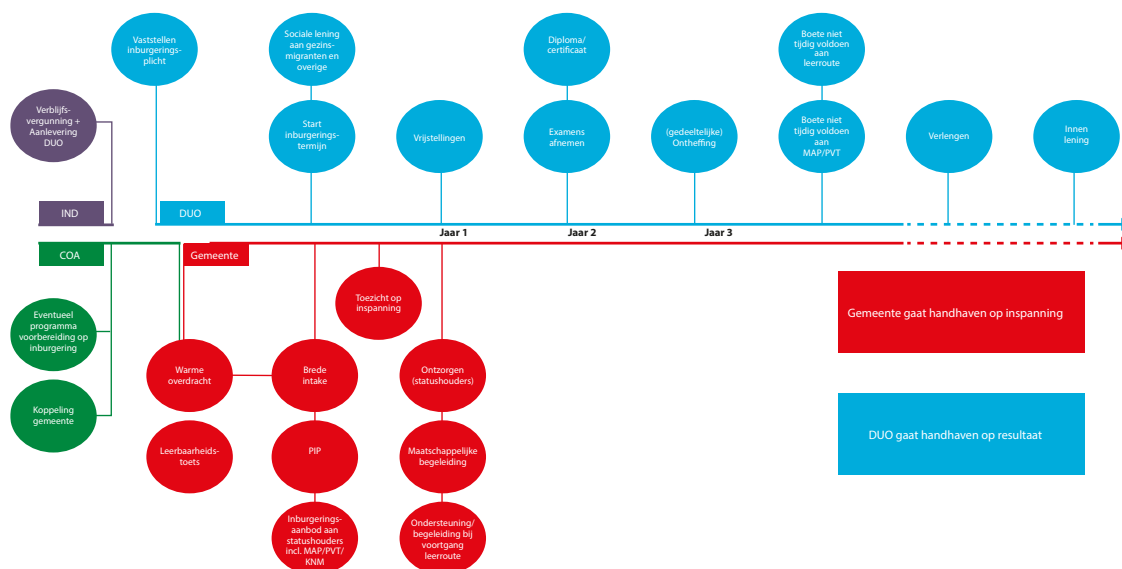 Vaststellen
inburgerings-
plicht
Sociale lening
aan gezins-
migranten en
overige
Diploma/
certificaat
Boete niet
tijdig voldoen
aan
leerroute
Verblijfs-
vergunning +
Aanlevering
DUO
Start
inburgerings-
termijn
Vrijstellingen
Examens
afnemen
(gedeeltelijke)
Ontheffing
Boete niet
tijdig voldoen
aan
MAP/PVT
Verlengen
Innen
lening
IND
DUO
Jaar 1
Jaar 2
Jaar 3
COA
Gemeente
Eventueel
programma
voorbereiding op
inburgering
Koppeling
gemeente
Toezicht op
inspanning
Warme
overdracht
Brede
intake
Ontzorgen
(statushouders)
Leerbaarheids-
toets
PIP
Maatschappelijke
begeleiding
Inburgerings-
aanbod aan
statushouders
incl. MAP/PVT/
KNM
Ondersteuning/
begeleiding bij
voortgang
leerroute
Gemeente gaat handhaven op inspanning
DUO gaat handhaven op resultaat